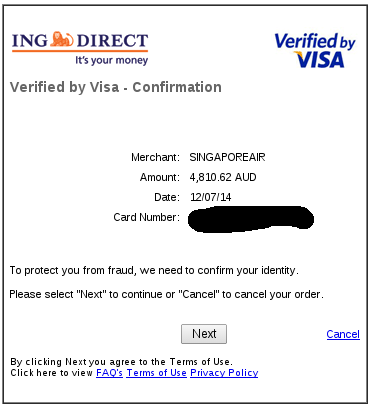 ING DIRECT
It's your money
Verified by
VISA
Verified by Visa - Confirmation
Merchant: SINGAPOREAIR
Amount: 4,810.62 AUD
Date: 12/07/14
Card Number:
To protect you from fraud, we need to confirm your identity.
Please select "Next" to continue or "Cancel" to cancel your order.
Next Cancel
By clicking Next you agree to the Terms of Use.
Click here to view FAQ's Terms of Use Privacy Policy